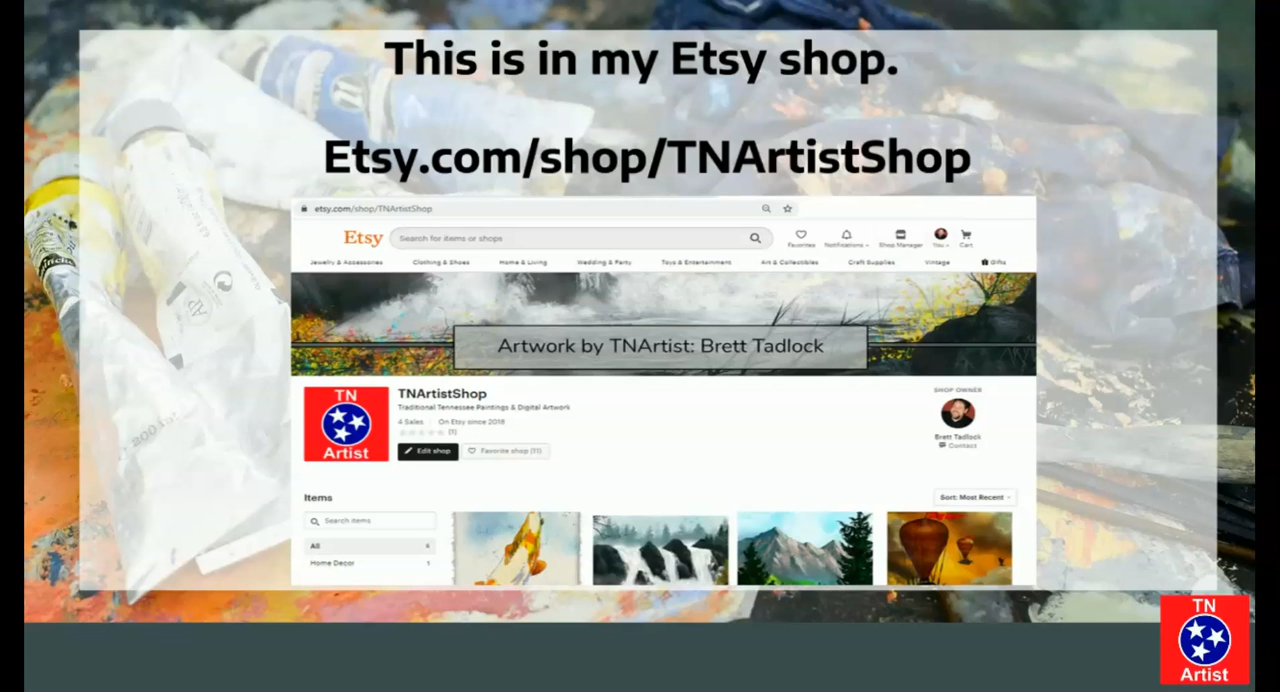 This is in my Etsy shop.
Etsy.com/shop/TNArtistShop
etsy.com/shop/TNArtistShop
Etsy
Search for items or shops
Favorites
Notifications
Shop Manager
You
Cart
Jewelry & Accessories
Clothing & Shoes
Home & Living
Wedding & Party
Toys & Entertainment
Art & Collectibles
Craft Supplies
Vintage
Gifts
Artwork by TNArtist: Brett Tadlock
TN
Artist
TNArtistShop
Traditional Tennessee Paintings & Digital Artwork
4 Sales
On Etsy since 2018
(1)
Edit shop
Favorite shop (11)
SHOP OWNER
Brett Tadlock
Contact
Items
Sort: Most Recent
Search items
All
Home Decor
1
TN
Artist